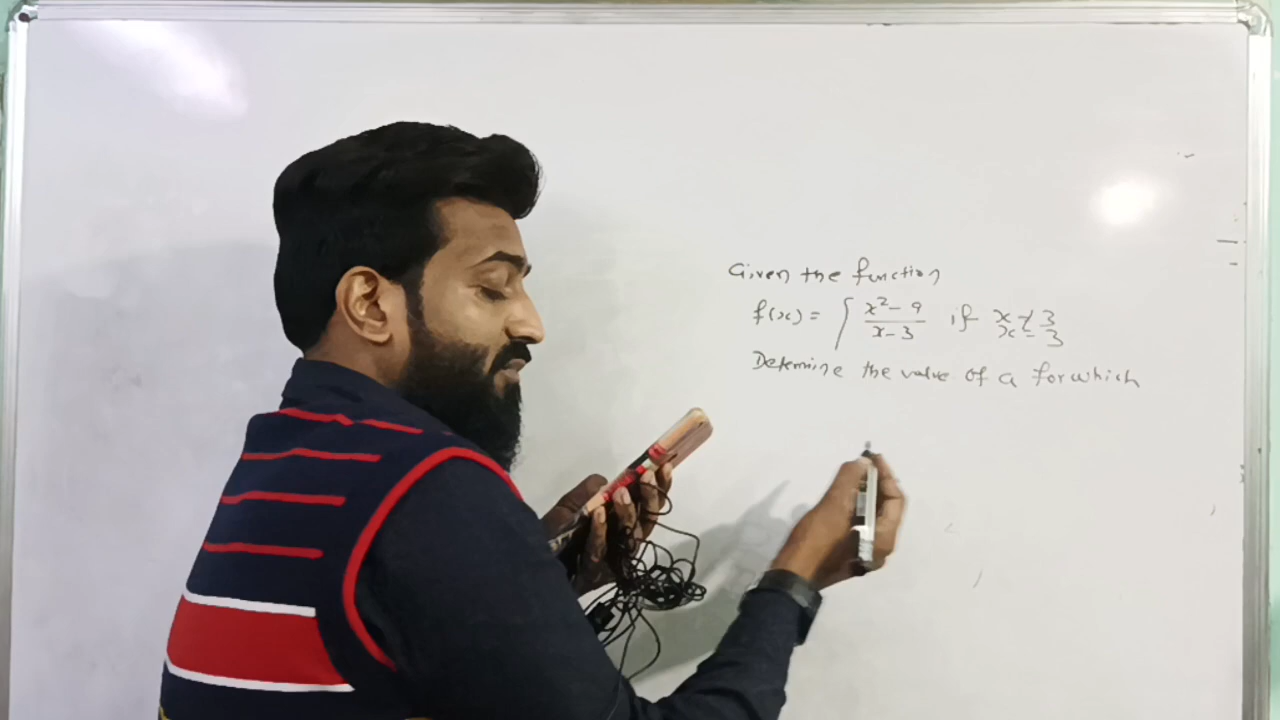 Given the function
f(x) = { x² - 9 / x - 3 if x ≠ 3
x = 3
Determine the value of a for which